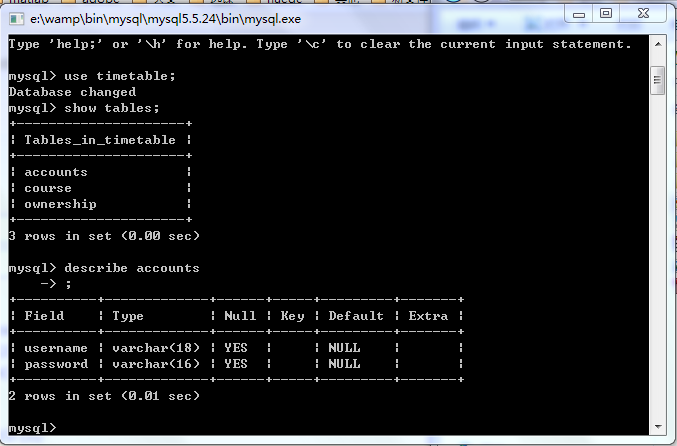 e:\wamp\bin\mysql\mysql5.5.24\bin\mysql.exe
Type 'help;' or '\h' for help. Type '\c' to clear the current input statement.
mysql> use timetable;
Database changed
mysql> show tables;
+---------------------+
| Tables_in_timetable |
+---------------------+
| accounts            |
| course              |
| ownership           |
+---------------------+
3 rows in set (0.00 sec)
mysql> describe accounts
    -> ;
+----------+-------------+------+-----+---------+-------+
| Field    | Type        | Null | Key | Default | Extra |
+----------+-------------+------+-----+---------+-------+
| username | varchar(18) | YES  |     | NULL    |       |
| password | varchar(16) | YES  |     | NULL    |       |
+----------+-------------+------+-----+---------+-------+
2 rows in set (0.01 sec)
mysql>